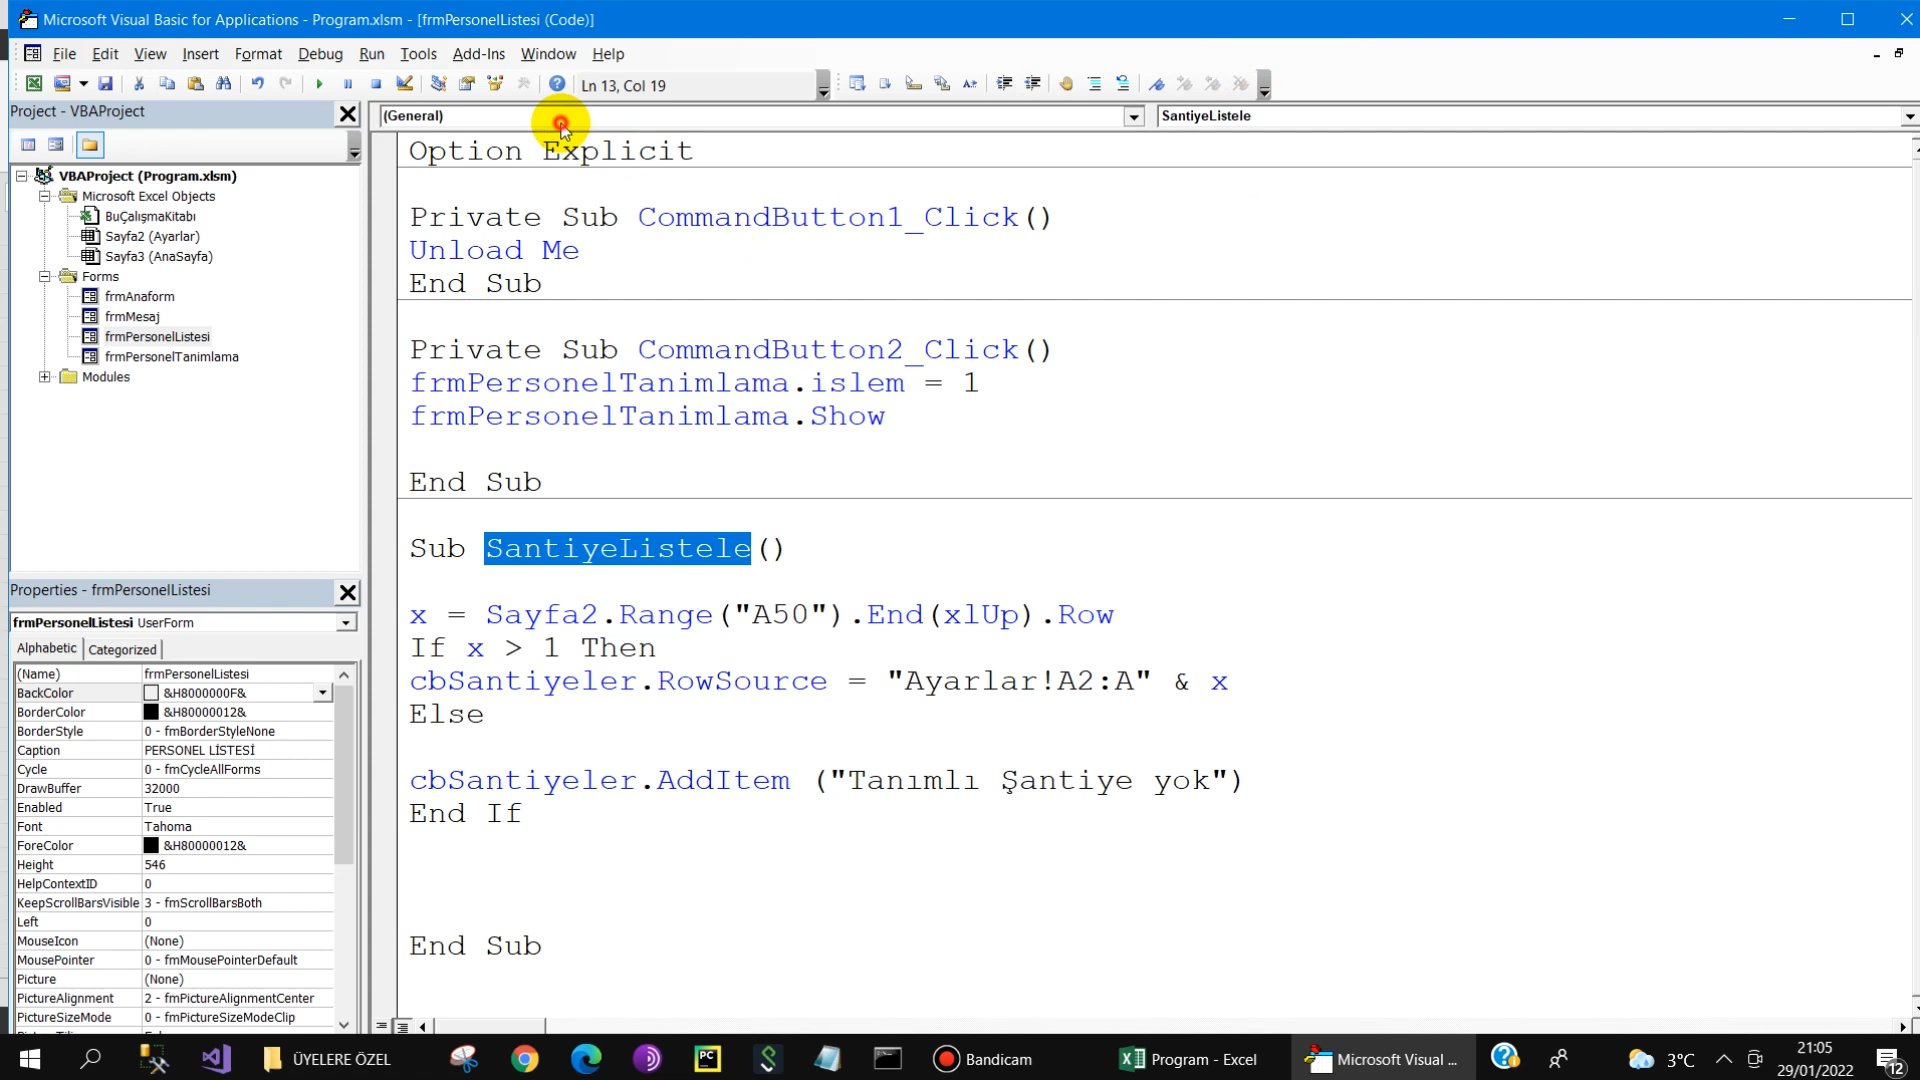 Microsoft Visual Basic for Applications - Program.xlsm - [frmPersonelListesi (Code)]
File Edit View Insert Format Debug Run Tools Add-Ins Window Help
Ln 13, Col 19
Project - VBAProject
(General)
SantiyeListele
VBAProject (Program.xlsm)
Microsoft Excel Objects
BuÇalışmaKitabı
Sayfa2 (Ayarlar)
Sayfa3 (AnaSayfa)
Forms
frmAnaform
frmMesaj
frmPersonelListesi
frmPersonelTanimlama
Modules
Properties - frmPersonelListesi
frmPersonelListesi UserForm
Alphabetic Categorized
(Name) frmPersonelListesi
BackColor &H8000000F&
BorderColor &H80000012&
BorderStyle 0 - fmBorderStyleNone
Caption PERSONEL LİSTESİ
Cycle 0 - fmCycleAllForms
DrawBuffer 32000
Enabled True
Font Tahoma
ForeColor &H80000012&
Height 546
HelpContextID 0
KeepScrollBarsVisible 3 - fmScrollBarsBoth
Left 0
MouseIcon (None)
MousePointer 0 - fmMousePointerDefault
Picture (None)
PictureAlignment 2 - fmPictureAlignmentCenter
PictureSizeMode 0 - fmPictureSizeModeClip
Option Explicit
Private Sub CommandButton1_Click()
Unload Me
End Sub
Private Sub CommandButton2_Click()
frmPersonelTanimlama.islem = 1
frmPersonelTanimlama.Show
End Sub
Sub SantiyeListele()
x = Sayfa2.Range("A50").End(xlUp).Row
If x > 1 Then
cbSantiyeler.RowSource = "Ayarlar!A2:A" & x
Else
cbSantiyeler.AddItem ("Tanımlı Şantiye yok")
End If
End Sub
ÜYELERE ÖZEL
PC
Bandicam
Program - Excel
Microsoft Visual ...
3°C
21:05
29/01/2022
12